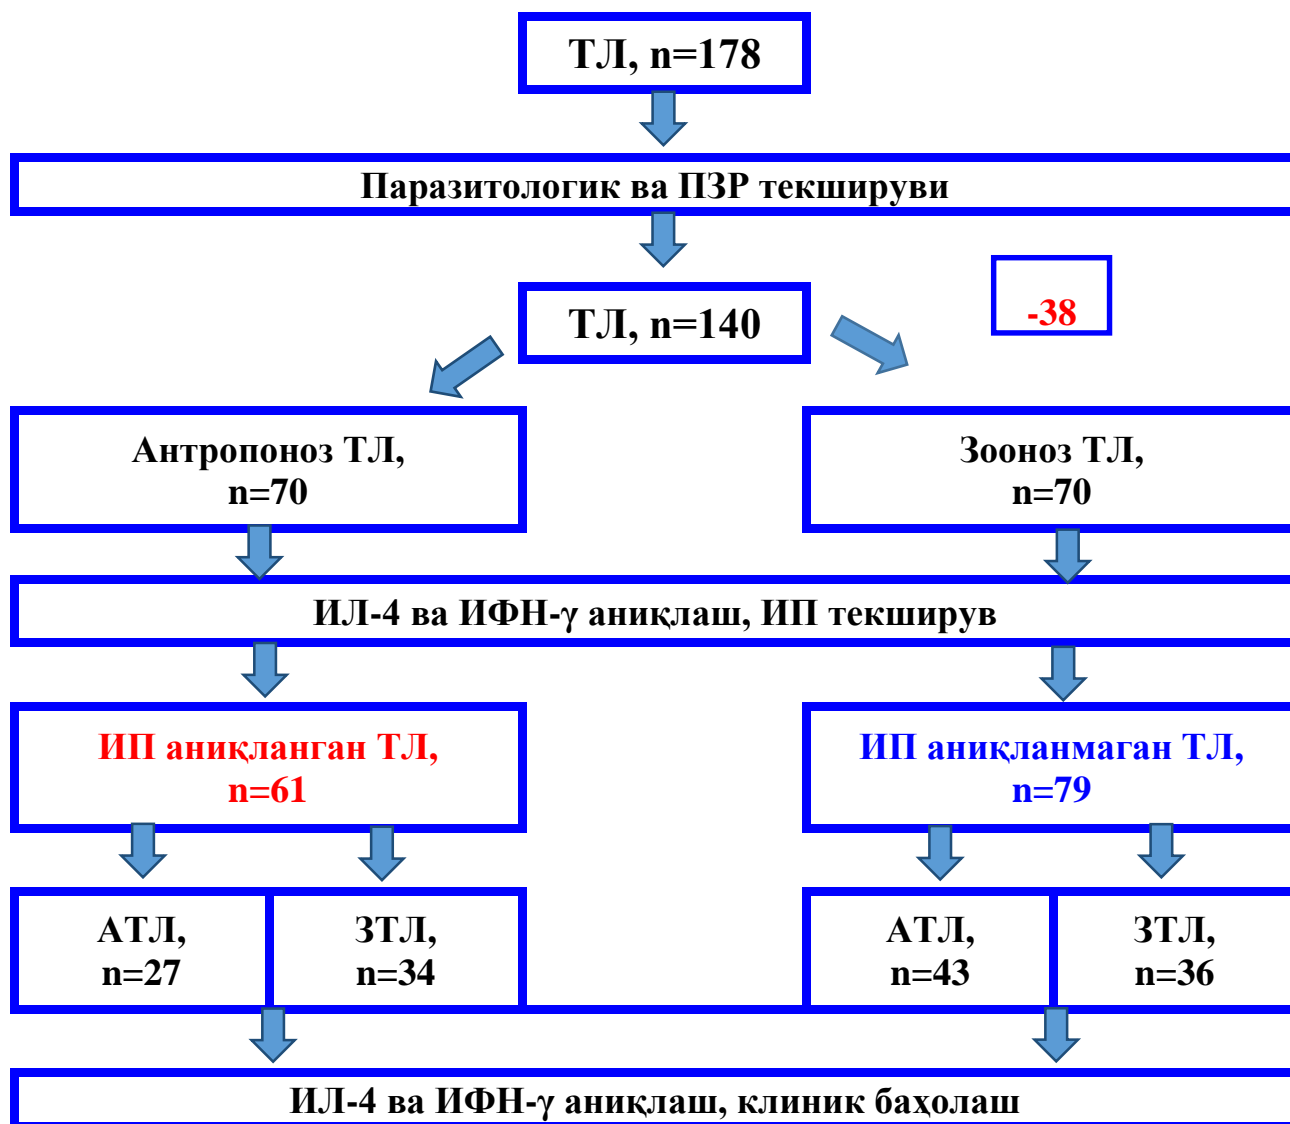 ТЛ, n=178
Паразитологик ва ПЗР текшируви
-38
ТЛ, n=140
Антропоноз ТЛ,
n=70
Зооноз ТЛ,
n=70
ИЛ-4 ва ИФН-γ аниқлаш, ИП текширув
ИП аниқланган ТЛ,
n=61
ИП аниқланмаган ТЛ,
n=79
АТЛ,
n=27
ЗТЛ,
n=34
АТЛ,
n=43
ЗТЛ,
n=36
ИЛ-4 ва ИФН-γ аниқлаш, клиник баҳолаш